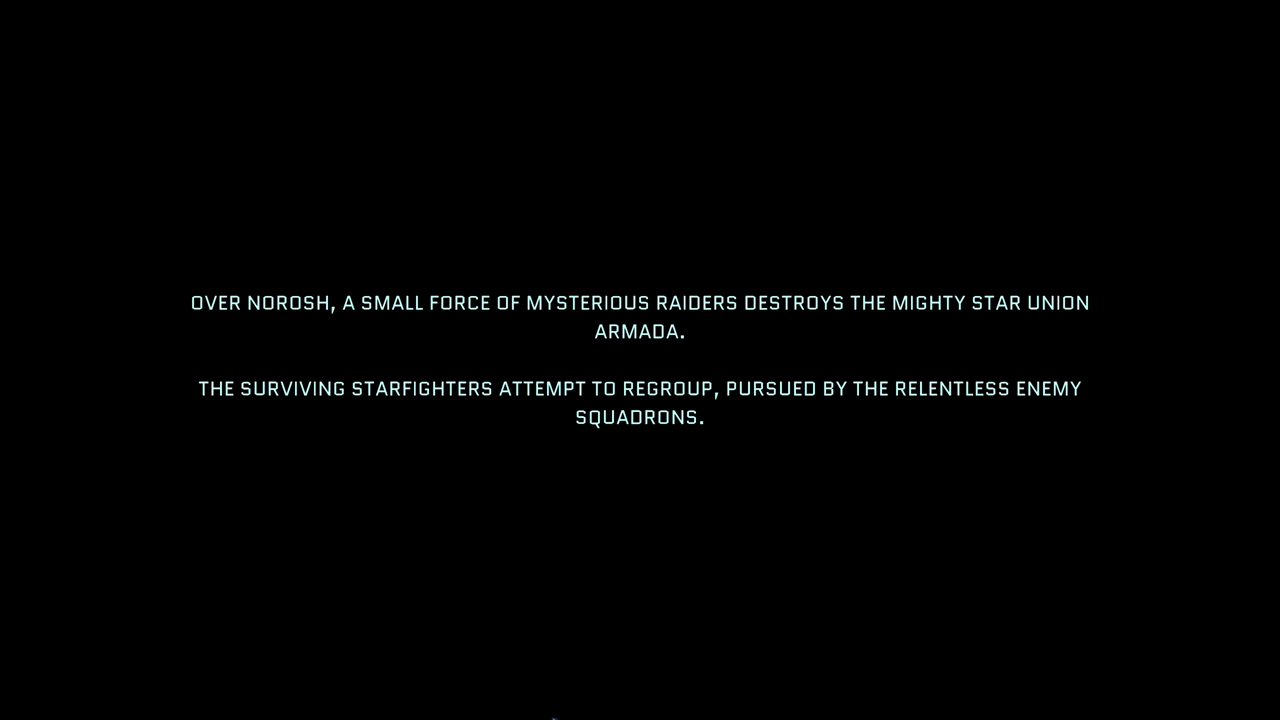 OVER NOROSH, A SMALL FORCE OF MYSTERIOUS RAIDERS DESTROYS THE MIGHTY STAR UNION
ARMADA.
THE SURVIVING STARFIGHTERS ATTEMPT TO REGROUP, PURSUED BY THE RELENTLESS ENEMY
SQUADRONS.